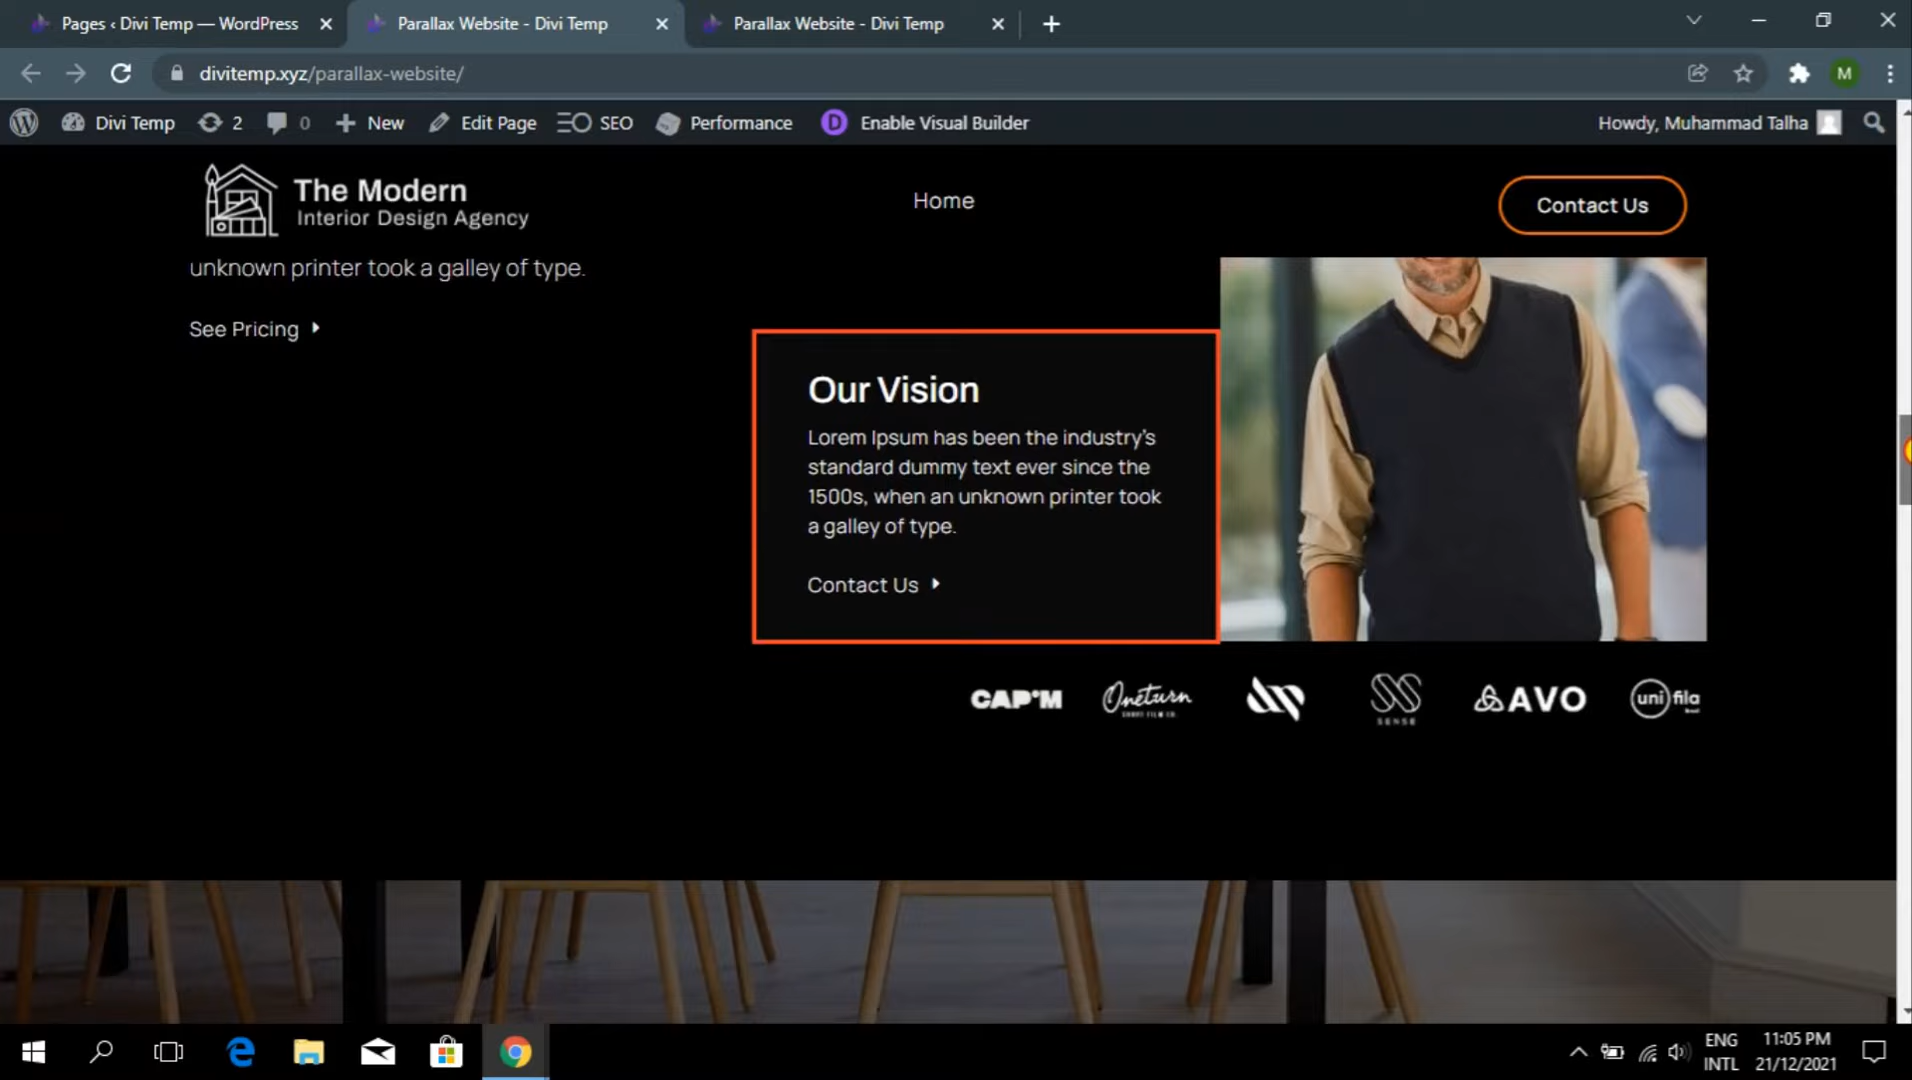 Pages ‹ Divi Temp — WordPress
Parallax Website - Divi Temp
Parallax Website - Divi Temp
divitemp.xyz/parallax-website/
M
Divi Temp
2
0
New
Edit Page
SEO
Performance
D
Enable Visual Builder
Howdy, Muhammad Talha
The Modern
Interior Design Agency
Home
Contact Us
unknown printer took a galley of type.
See Pricing
Our Vision
Lorem Ipsum has been the industry's
standard dummy text ever since the
1500s, when an unknown printer took
a galley of type.
Contact Us
CAP'M
Oneturn
SENSE
AVO
uni fila
ENG
INTL
11:05 PM
21/12/2021